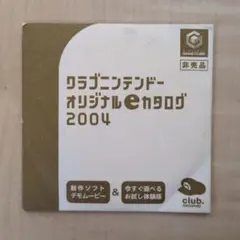 非売品
クラブニンテンドー
オリジナルeカタログ
2004
新作ソフト
デモムービー
&
今すぐ遊べる
お試し体験版
club.